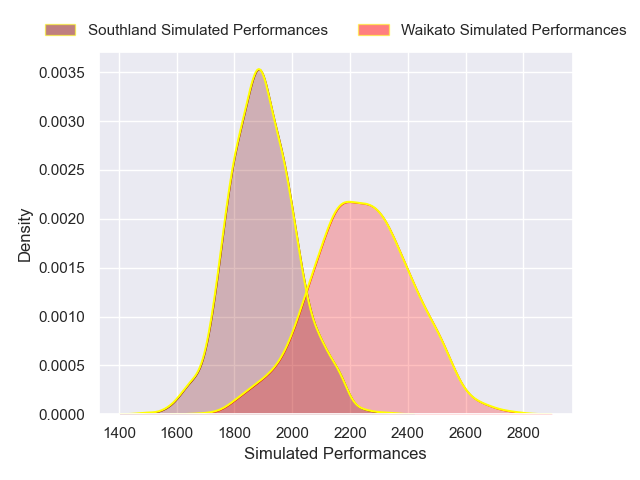 Southland Simulated Performances Waikato Simulated Performances
0.0035
0.0030
0.0025
0.0020
0.0015
0.0010
0.0005
0.0000
Density
1400 1600 1800 2000 2200 2400 2600 2800
Simulated Performances